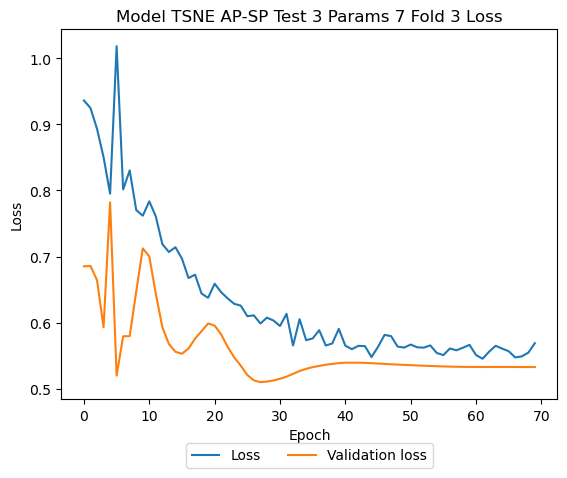 Model TSNE AP-SP Test 3 Params 7 Fold 3 Loss
Loss
1.0
0.9
0.8
0.7
0.6
0.5
0 10 20 30 40 50 60 70
Epoch
Loss Validation loss